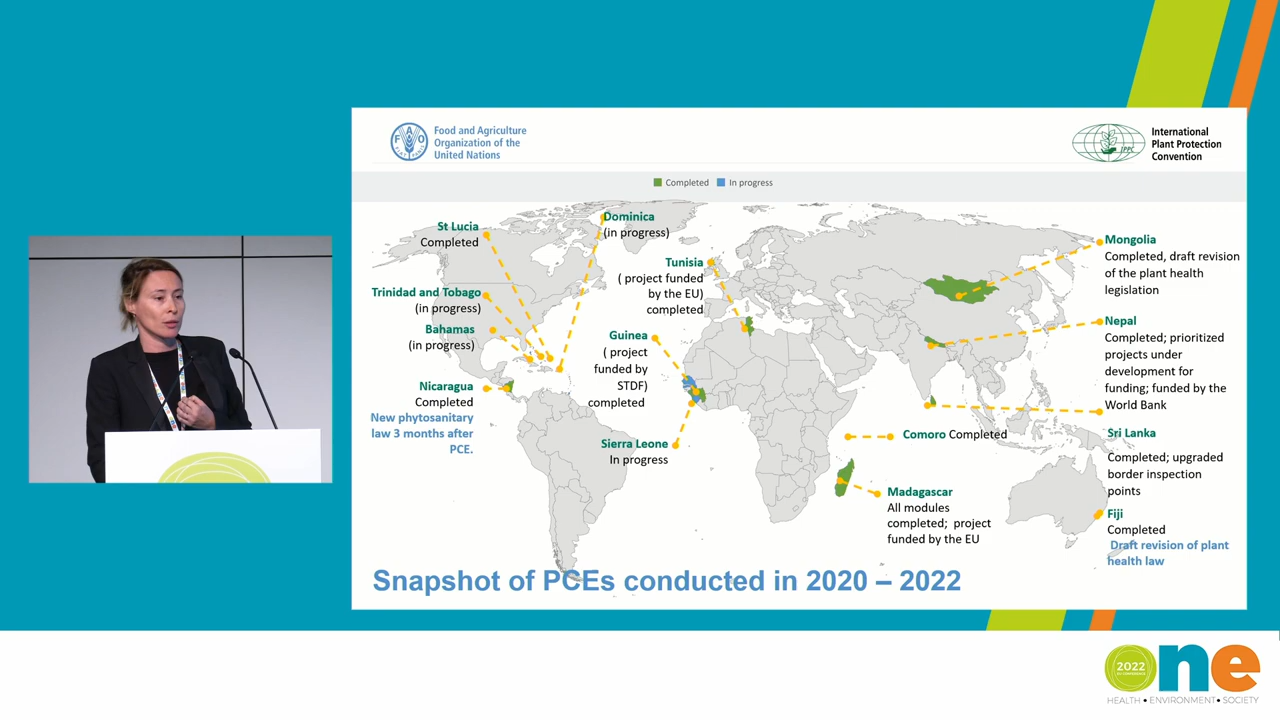 Food and Agriculture
Organization of the
United Nations
International
Plant Protection
Convention
IPPC
Completed
In progress
St Lucia
Completed
Dominica
(in progress)
Trinidad and Tobago
(in progress)
Bahamas
(in progress)
Nicaragua
Completed
New phytosanitary
law 3 months after
PCE.
Tunisia
( project funded
by the EU)
completed
Guinea
( project
funded by
STDF)
completed
Sierra Leone
In progress
Comoro Completed
Madagascar
All modules
completed; project
funded by the EU
Mongolia
Completed, draft revision
of the plant health
legislation
Nepal
Completed; prioritized
projects under
development for
funding; funded by the
World Bank
Sri Lanka
Completed; upgraded
border inspection
points
Fiji
Completed
Draft revision of plant
health law
Snapshot of PCEs conducted in 2020 – 2022
2022
one
HEALTH • ENVIRONMENT • SOCIETY